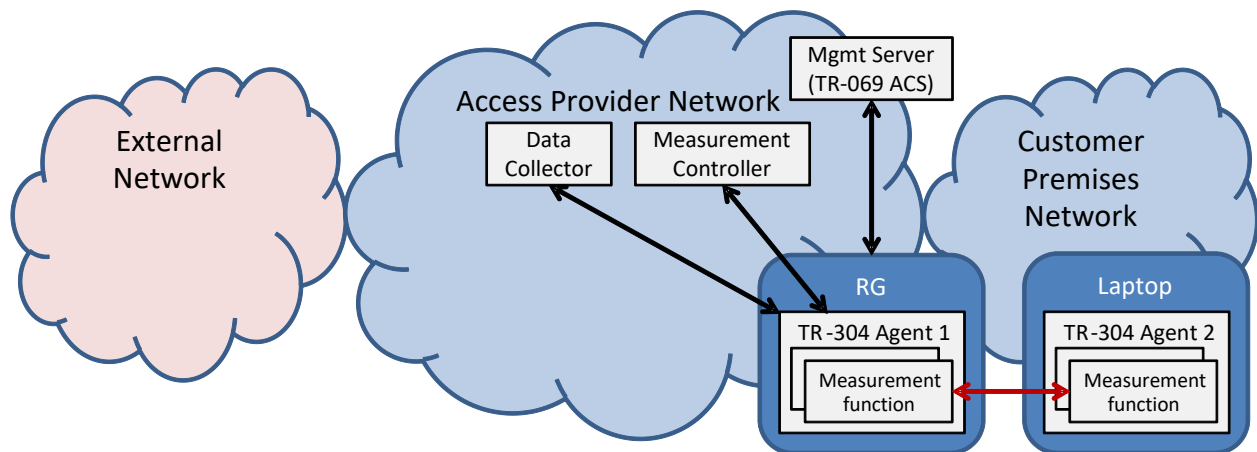 External
Network
Access Provider Network
Data
Collector
Measurement
Controller
Mgmt Server
(TR-069 ACS)
Customer
Premises
Network
RG
TR-304 Agent 1
Measurement
function
Laptop
TR-304 Agent 2
Measurement
function